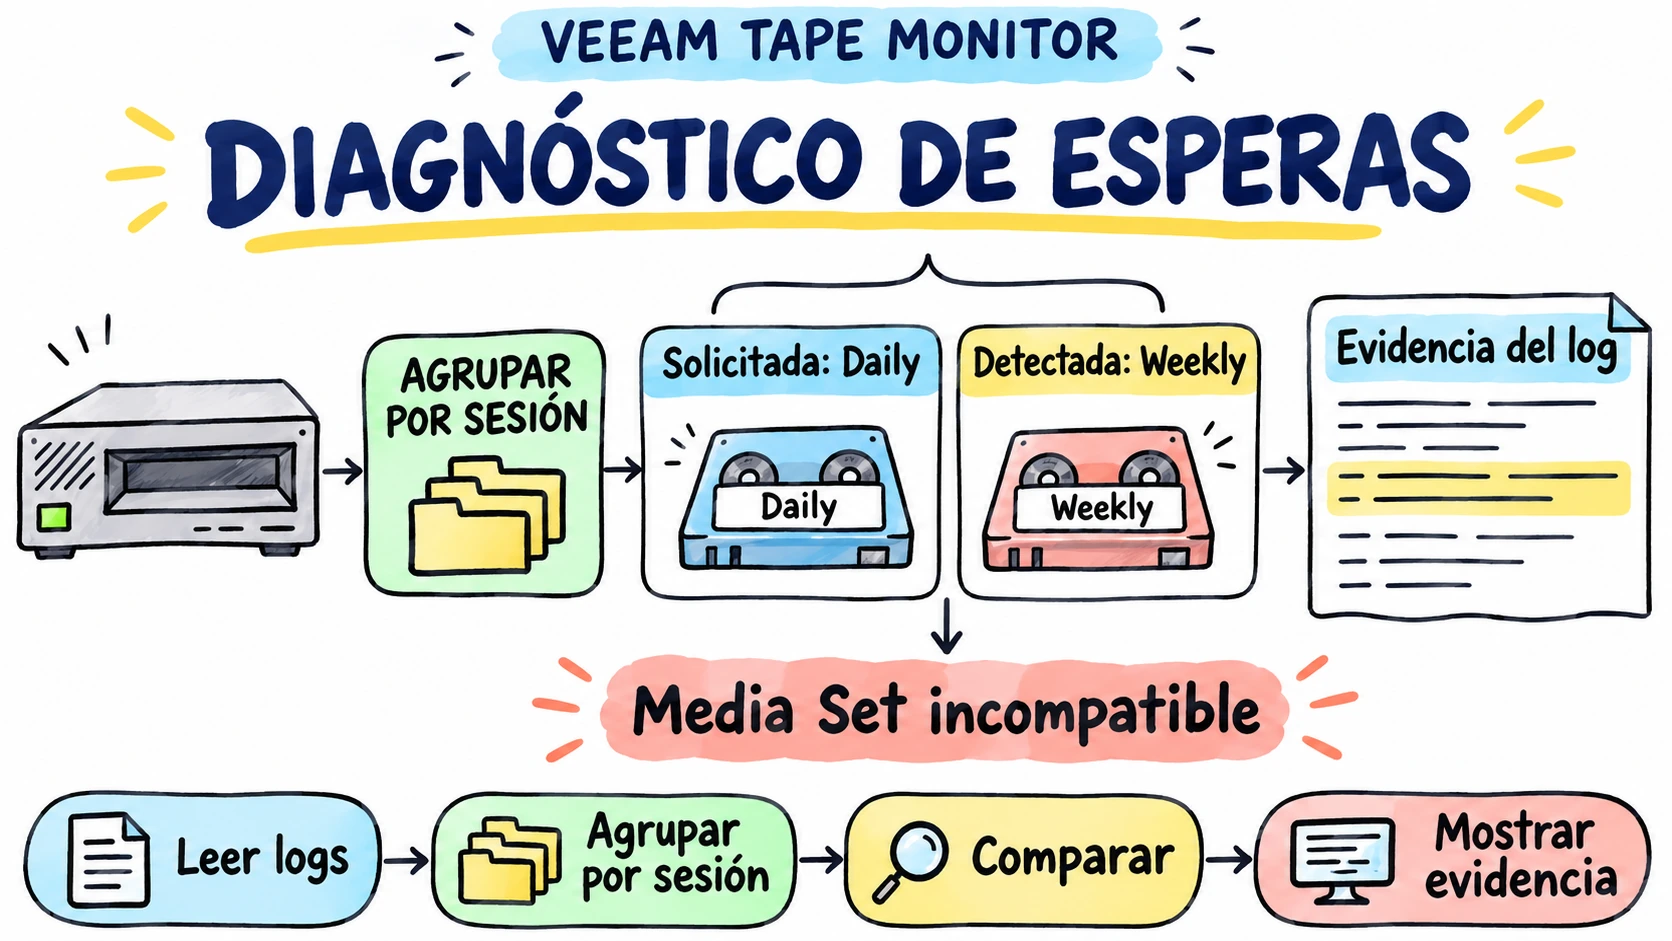 VEEAM TAPE MONITOR
DIAGNÓSTICO DE ESPERAS
AGRUPAR
POR SESIÓN
Solicitada: Daily
Daily
Detectada: Weekly
Weekly
Evidencia del log
Media Set incompatible
Leer logs
Agrupar
por sesión
Comparar
Mostrar
evidencia